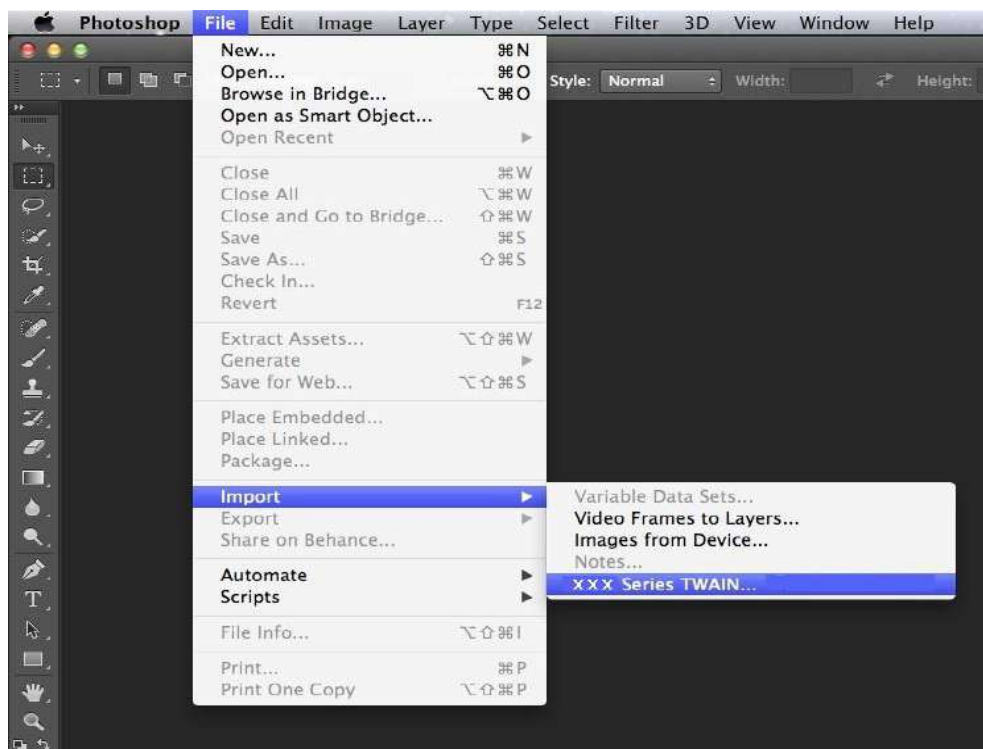 Photoshop File Edit Image Layer Type Select Filter 3D View Window Help
Style: Normal Width: Height:
New... ⌘N
Open... ⌘O
Browse in Bridge... ⌥⌘O
Open as Smart Object...
Open Recent
Close ⌘W
Close All ⌥⌘W
Close and Go to Bridge... ⇧⌘W
Save ⌘S
Save As... ⇧⌘S
Check In...
Revert F12
Extract Assets... ⌥⇧⌘W
Generate
Save for Web... ⌥⇧⌘S
Place Embedded...
Place Linked...
Package...
Import
Export
Share on Behance...
Automate
Scripts
File Info... ⌥⇧⌘I
Print... ⌘P
Print One Copy ⌥⇧⌘P
Variable Data Sets...
Video Frames to Layers...
Images from Device...
Notes...
XXX Series TWAIN...